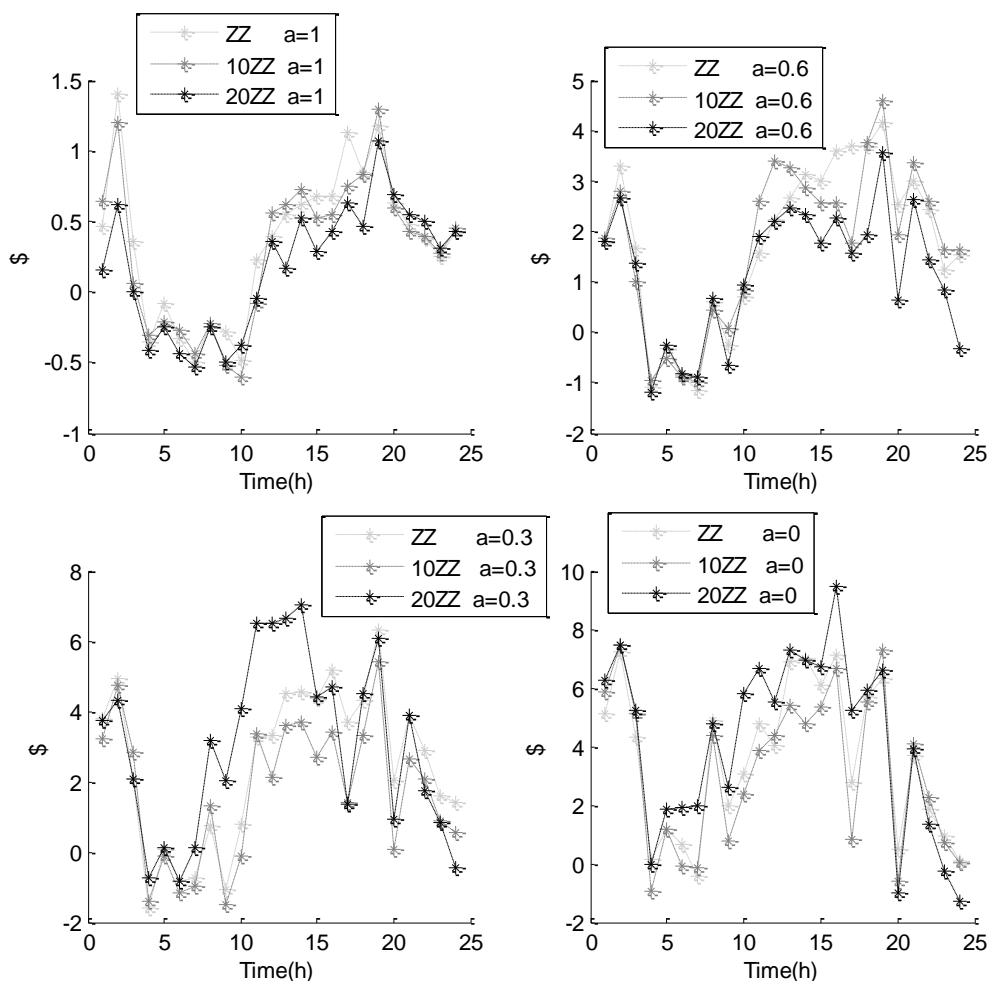 ZZ a=1
10ZZ a=1
20ZZ a=1
1.5
1
0.5
0
-0.5
-1
$
0 5 10 15 20 25
Time(h)
ZZ a=0.6
10ZZ a=0.6
20ZZ a=0.6
5
4
3
2
1
0
-1
-2
$
0 5 10 15 20 25
Time(h)
ZZ a=0.3
10ZZ a=0.3
20ZZ a=0.3
8
6
4
2
0
-2
$
0 5 10 15 20 25
Time(h)
ZZ a=0
10ZZ a=0
20ZZ a=0
10
8
6
4
2
0
-2
$
0 5 10 15 20 25
Time(h)